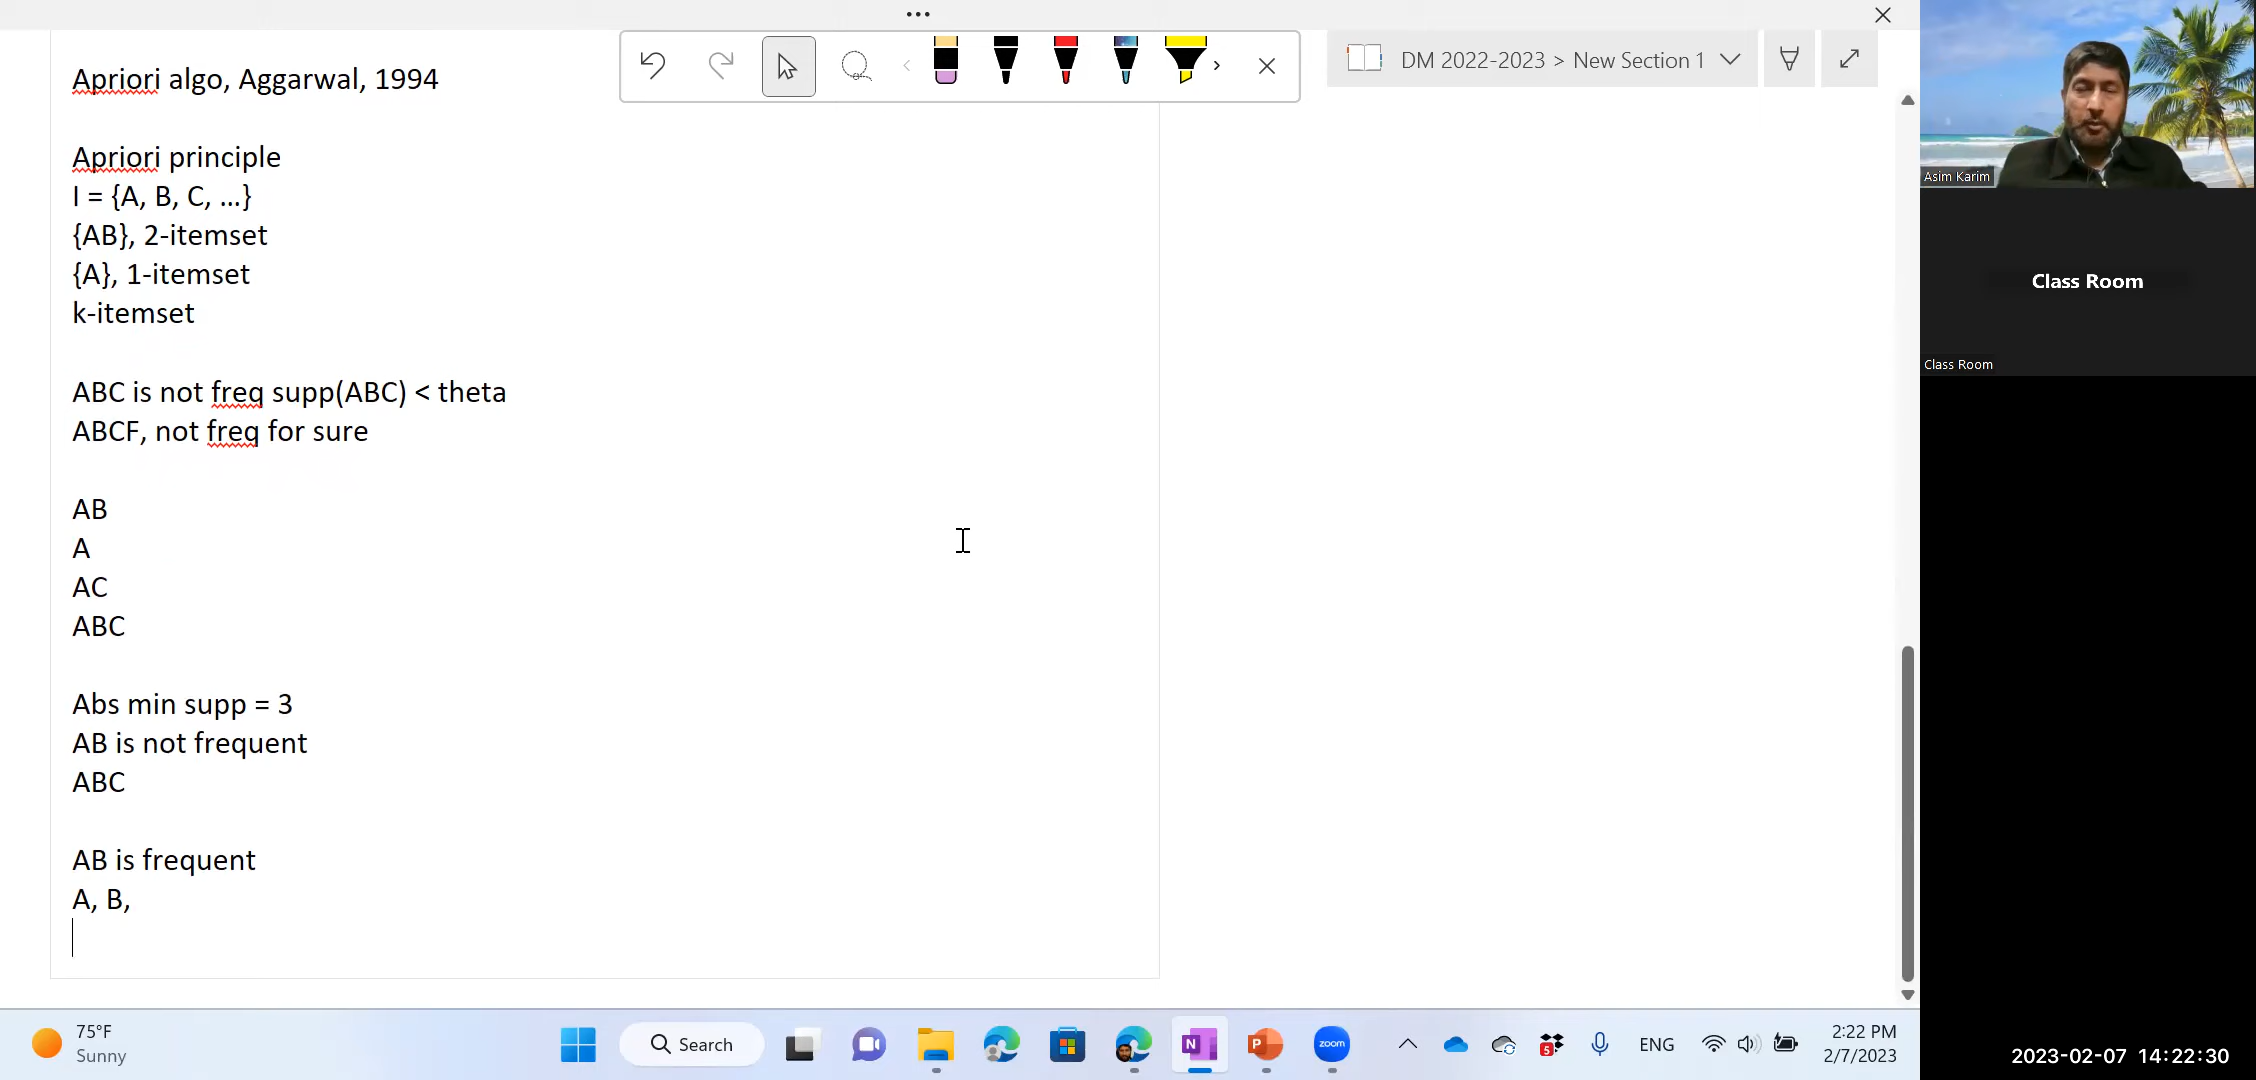 Apriori algo, Aggarwal, 1994
Apriori principle
I = {A, B, C, ...}
{AB}, 2-itemset
{A}, 1-itemset
k-itemset
ABC is not freq supp(ABC) < theta
ABCF, not freq for sure
AB
A
AC
ABC
Abs min supp = 3
AB is not frequent
ABC
AB is frequent
A, B,
DM 2022-2023 > New Section 1
Asim Karim
Class Room
Class Room
75°F
Sunny
Search
N
P
zoom
5
ENG
2:22 PM
2/7/2023
2023-02-07 14:22:30